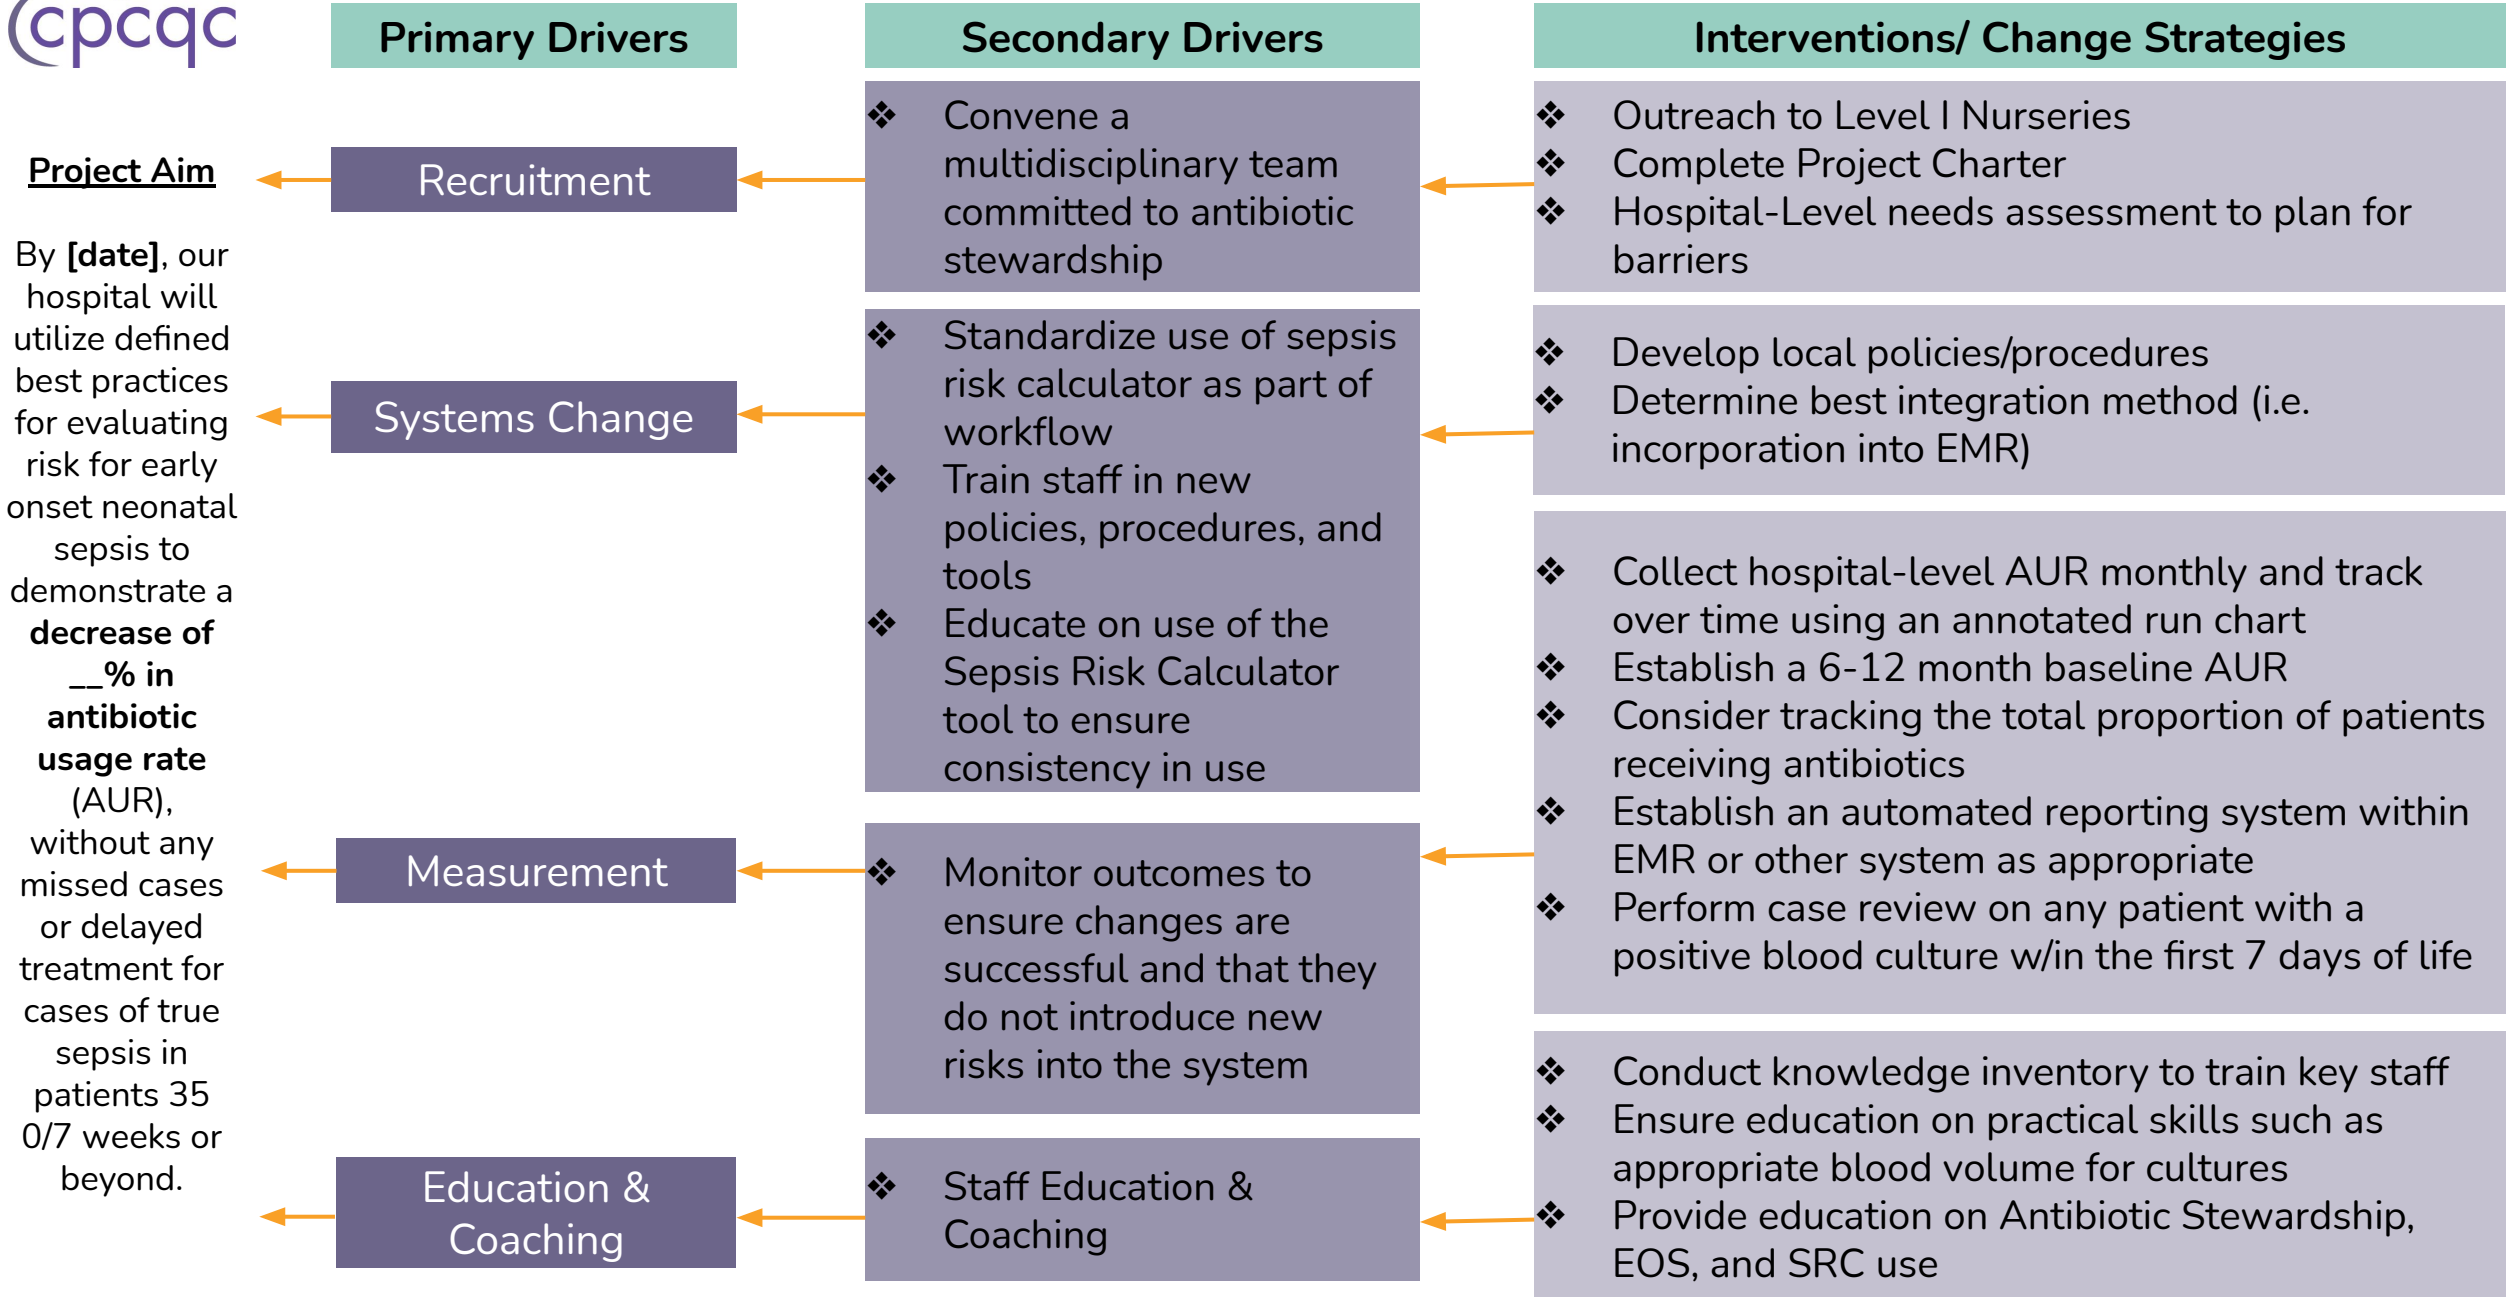 cpcqc
Primary Drivers
Secondary Drivers
Interventions/ Change Strategies
Project Aim
By [date], our
hospital will
utilize defined
best practices
for evaluating
risk for early
onset neonatal
sepsis to
demonstrate a
decrease of
__% in
antibiotic
usage rate
(AUR),
without any
missed cases
or delayed
treatment for
cases of true
sepsis in
patients 35
0/7 weeks or
beyond.
Recruitment
❖ Convene a
multidisciplinary team
committed to antibiotic
stewardship
❖ Outreach to Level I Nurseries
❖ Complete Project Charter
❖ Hospital-Level needs assessment to plan for
barriers
Systems Change
❖ Standardize use of sepsis
risk calculator as part of
workflow
❖ Train staff in new
policies, procedures, and
tools
❖ Educate on use of the
Sepsis Risk Calculator
tool to ensure
consistency in use
❖ Develop local policies/procedures
❖ Determine best integration method (i.e.
incorporation into EMR)
Measurement
❖ Monitor outcomes to
ensure changes are
successful and that they
do not introduce new
risks into the system
❖ Collect hospital-level AUR monthly and track
over time using an annotated run chart
❖ Establish a 6-12 month baseline AUR
❖ Consider tracking the total proportion of patients
receiving antibiotics
❖ Establish an automated reporting system within
EMR or other system as appropriate
❖ Perform case review on any patient with a
positive blood culture w/in the first 7 days of life
Education &
Coaching
❖ Staff Education &
Coaching
❖ Conduct knowledge inventory to train key staff
❖ Ensure education on practical skills such as
appropriate blood volume for cultures
❖ Provide education on Antibiotic Stewardship,
EOS, and SRC use